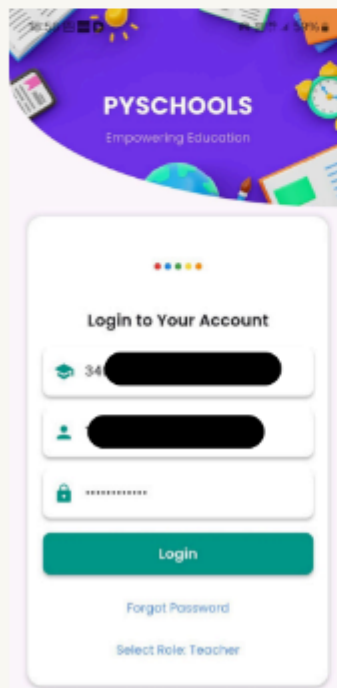 PYSCHOOLS
Empowering Education
Login to Your Account
34
Login
Forgot Password
Select Role: Teacher